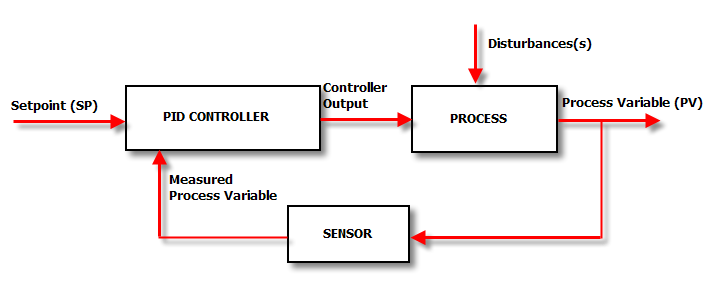 Disturbances(s)
Setpoint (SP)
PID CONTROLLER
Controller
Output
PROCESS
Process Variable (PV)
Measured
Process Variable
SENSOR